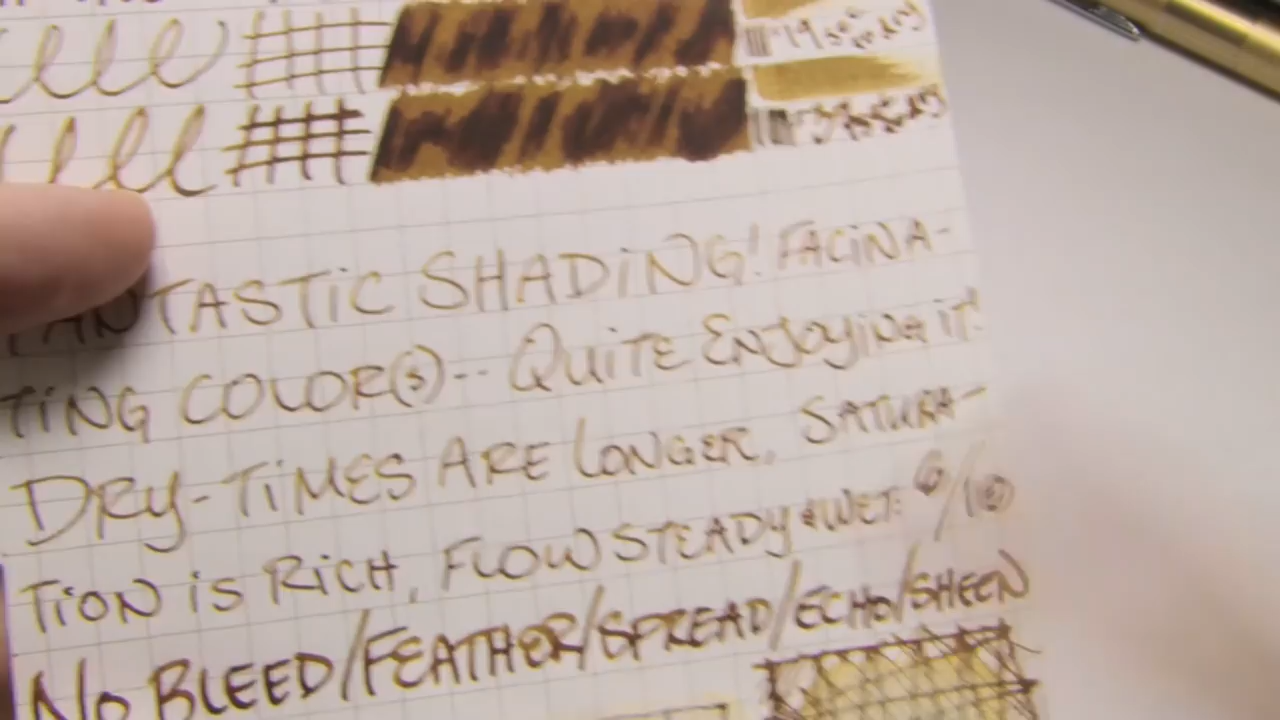 FANTASTIC SHADING! FACINA-
TING COLOR(S)-- QUITE ENJOYING IT!
DRY-TIMES ARE LONGER, SATURA-
TION IS RICH, FLOW STEADY & WET: 6/10
NO BLEED/FEATHER/SPREAD/ECHO/SHEEN